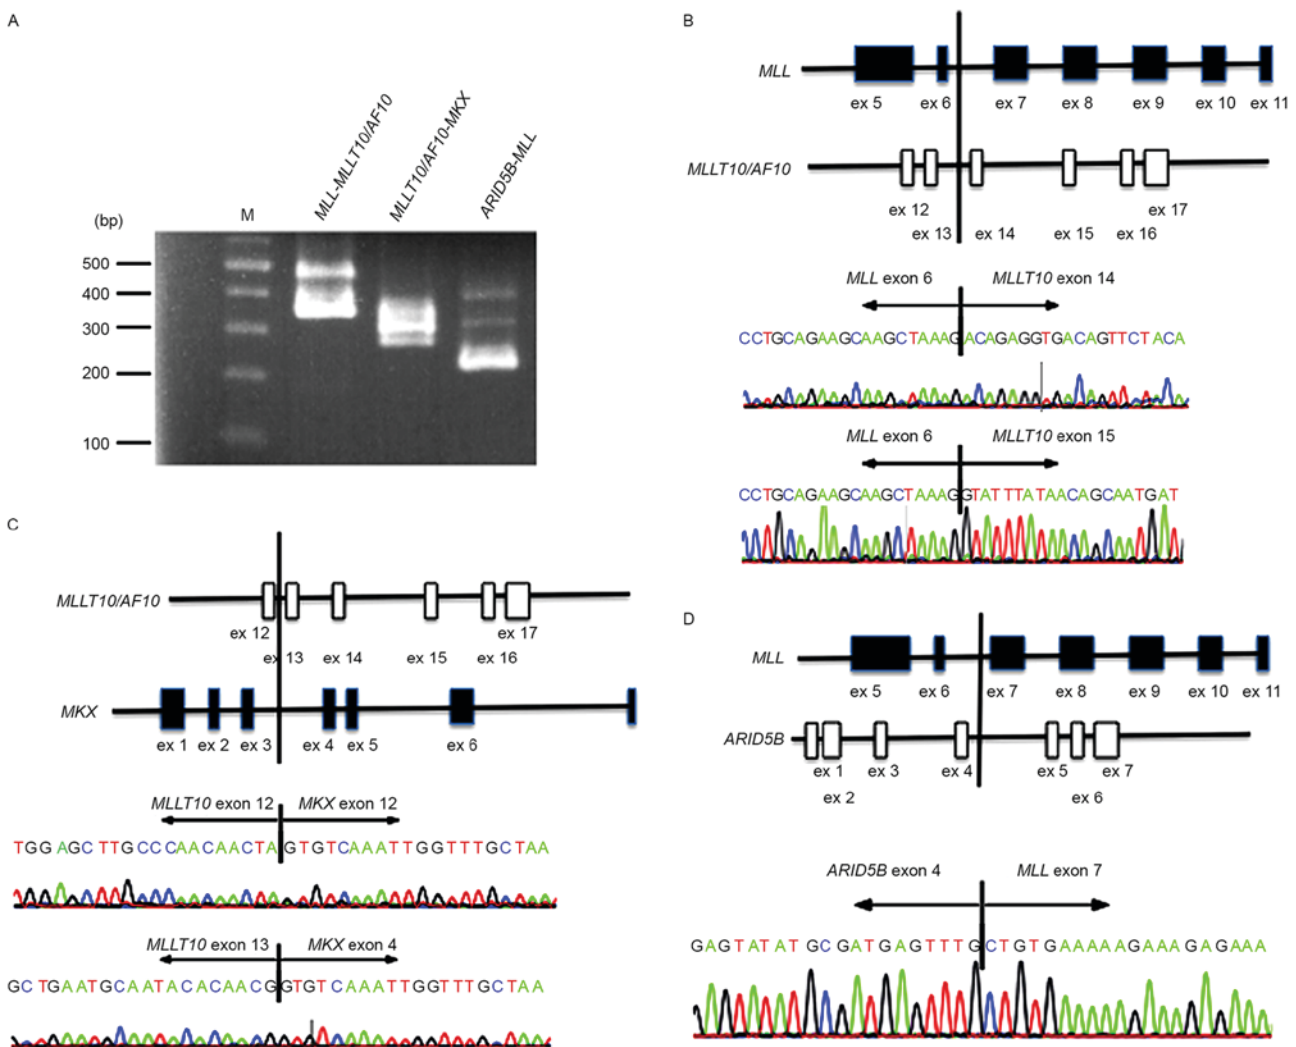 A
MLL-MLLT10/AF10
MLLT10/AF10-MKX
ARID5B-MLL
(bp)
M
500
400
300
200
100
B
MLL
ex 5
ex 6
ex 7
ex 8
ex 9
ex 10
ex 11
MLLT10/AF10
ex 12
ex 13
ex 14
ex 15
ex 16
ex 17
MLL exon 6
MLLT10 exon 14
CCTGCAGAAGCAAGCTAAAGACAGAGGTGACAGTTCTACA
MLL exon 6
MLLT10 exon 15
CCTGCAGAAGCAAGCTAAAGGTATTTATAACAGCAATGAT
C
MLLT10/AF10
ex 12
ex 13
ex 14
ex 15
ex 16
ex 17
MKX
ex 1
ex 2
ex 3
ex 4
ex 5
ex 6
MLLT10 exon 12
MKX exon 12
TGGAGCTTGCCCAACAACTAGTGTCAAATTGGTTTGCTAA
MLLT10 exon 13
MKX exon 4
GCTGAATGCAATACACAACGGTGTCAAATTGGTTTGCTAA
D
MLL
ex 5
ex 6
ex 7
ex 8
ex 9
ex 10
ex 11
ARID5B
ex 1
ex 2
ex 3
ex 4
ex 5
ex 6
ex 7
ARID5B exon 4
MLL exon 7
GAGTATATGCGATGAGTTTGCTGTGAAAAAGAAAGAGAAA